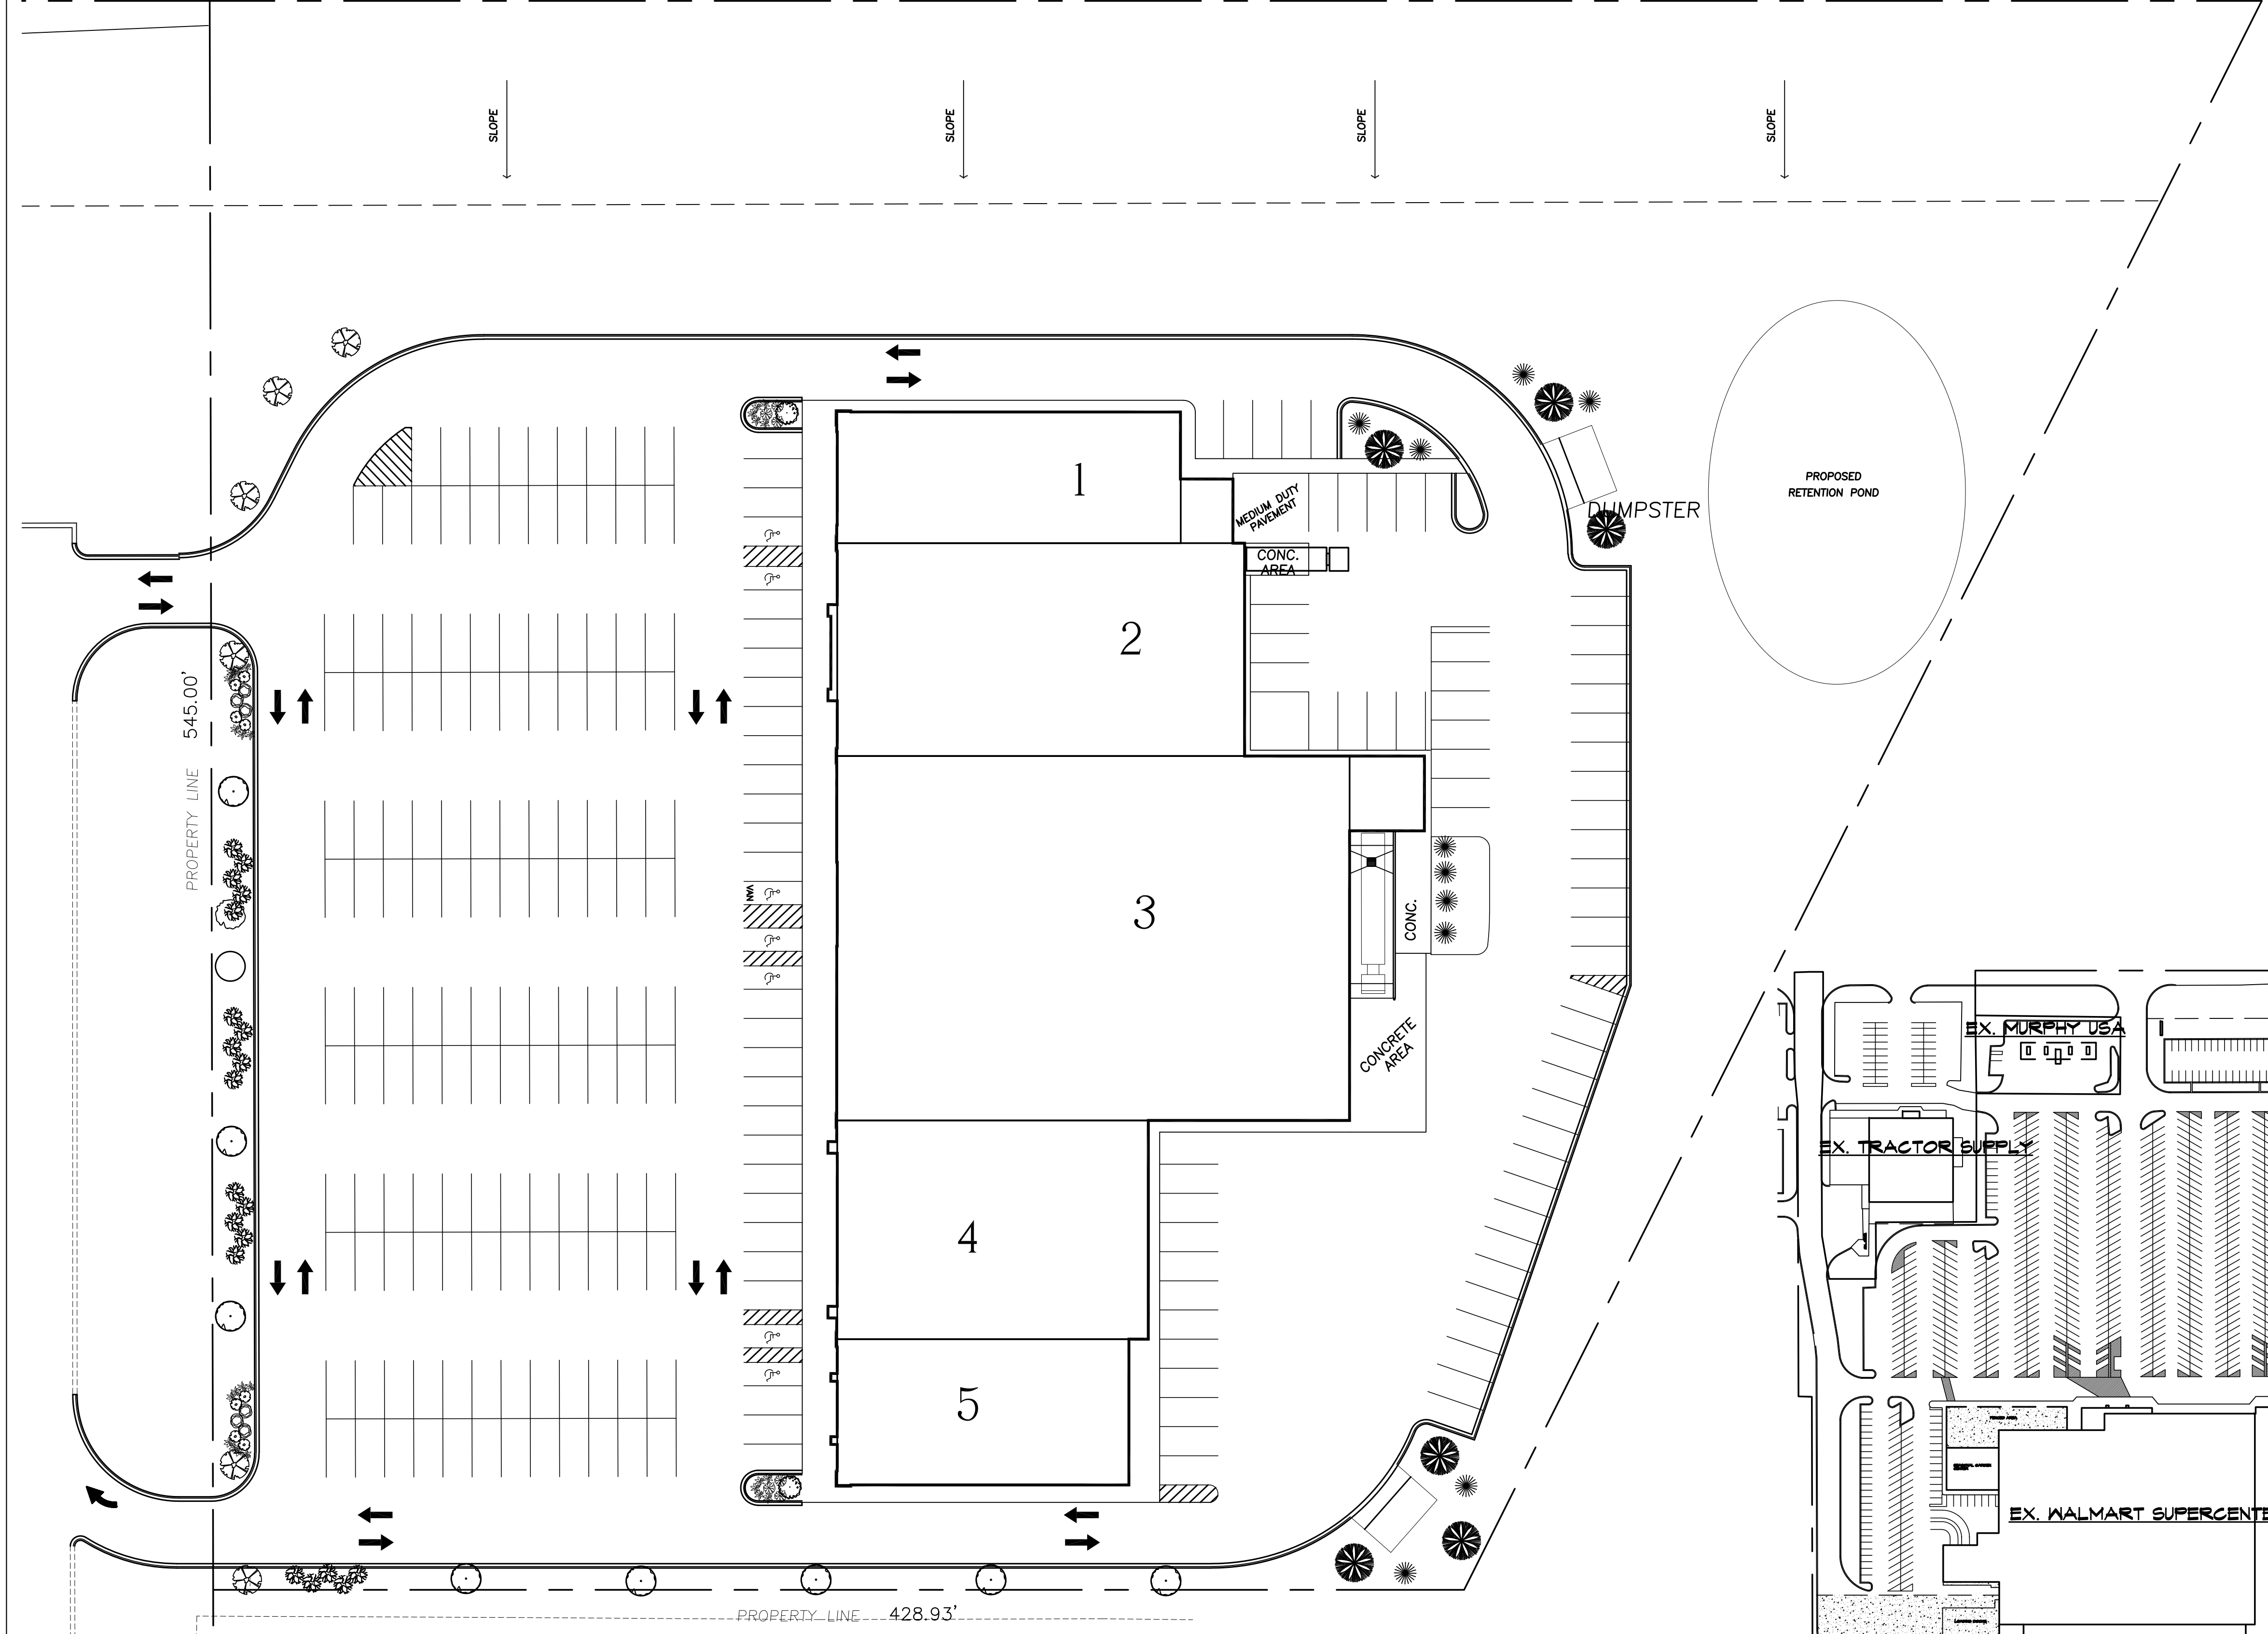 SLOPE
SLOPE
SLOPE
SLOPE
PROPOSED
RETENTION POND
1
MEDIUM DUTY
PAVEMENT
DUMPSTER
CONC.
AREA
2
PROPERTY LINE 545.00'
VAN
3
CONC.
CONCRETE
AREA
EX. MURPHY USA
EX. TRACTOR SUPPLY
4
5
EX. WALMART SUPERCENTE
PROPERTY LINE 428.93'